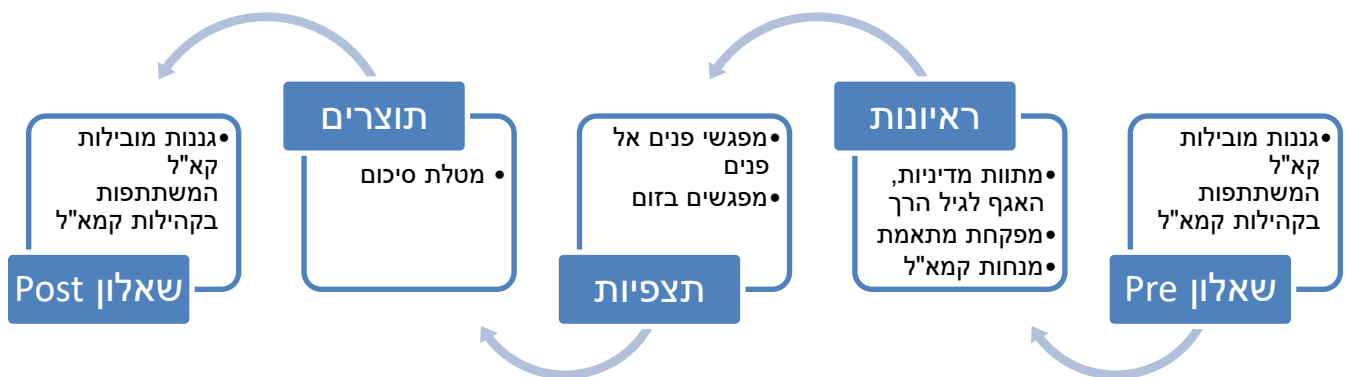 •גננות מובילות
קא"ל
המשתתפות
בקהילות קמא"ל
שאלון Pre
ראיונות
•מתוות מדיניות,
האגף לגיל הרך
•מפקחת מתאמת
•מנחות קמא"ל
•מפגשי פנים אל
פנים
•מפגשים בזום
תצפיות
תוצרים
• מטלת סיכום
•גננות מובילות
קא"ל
המשתתפות
בקהילות קמא"ל
שאלון Post